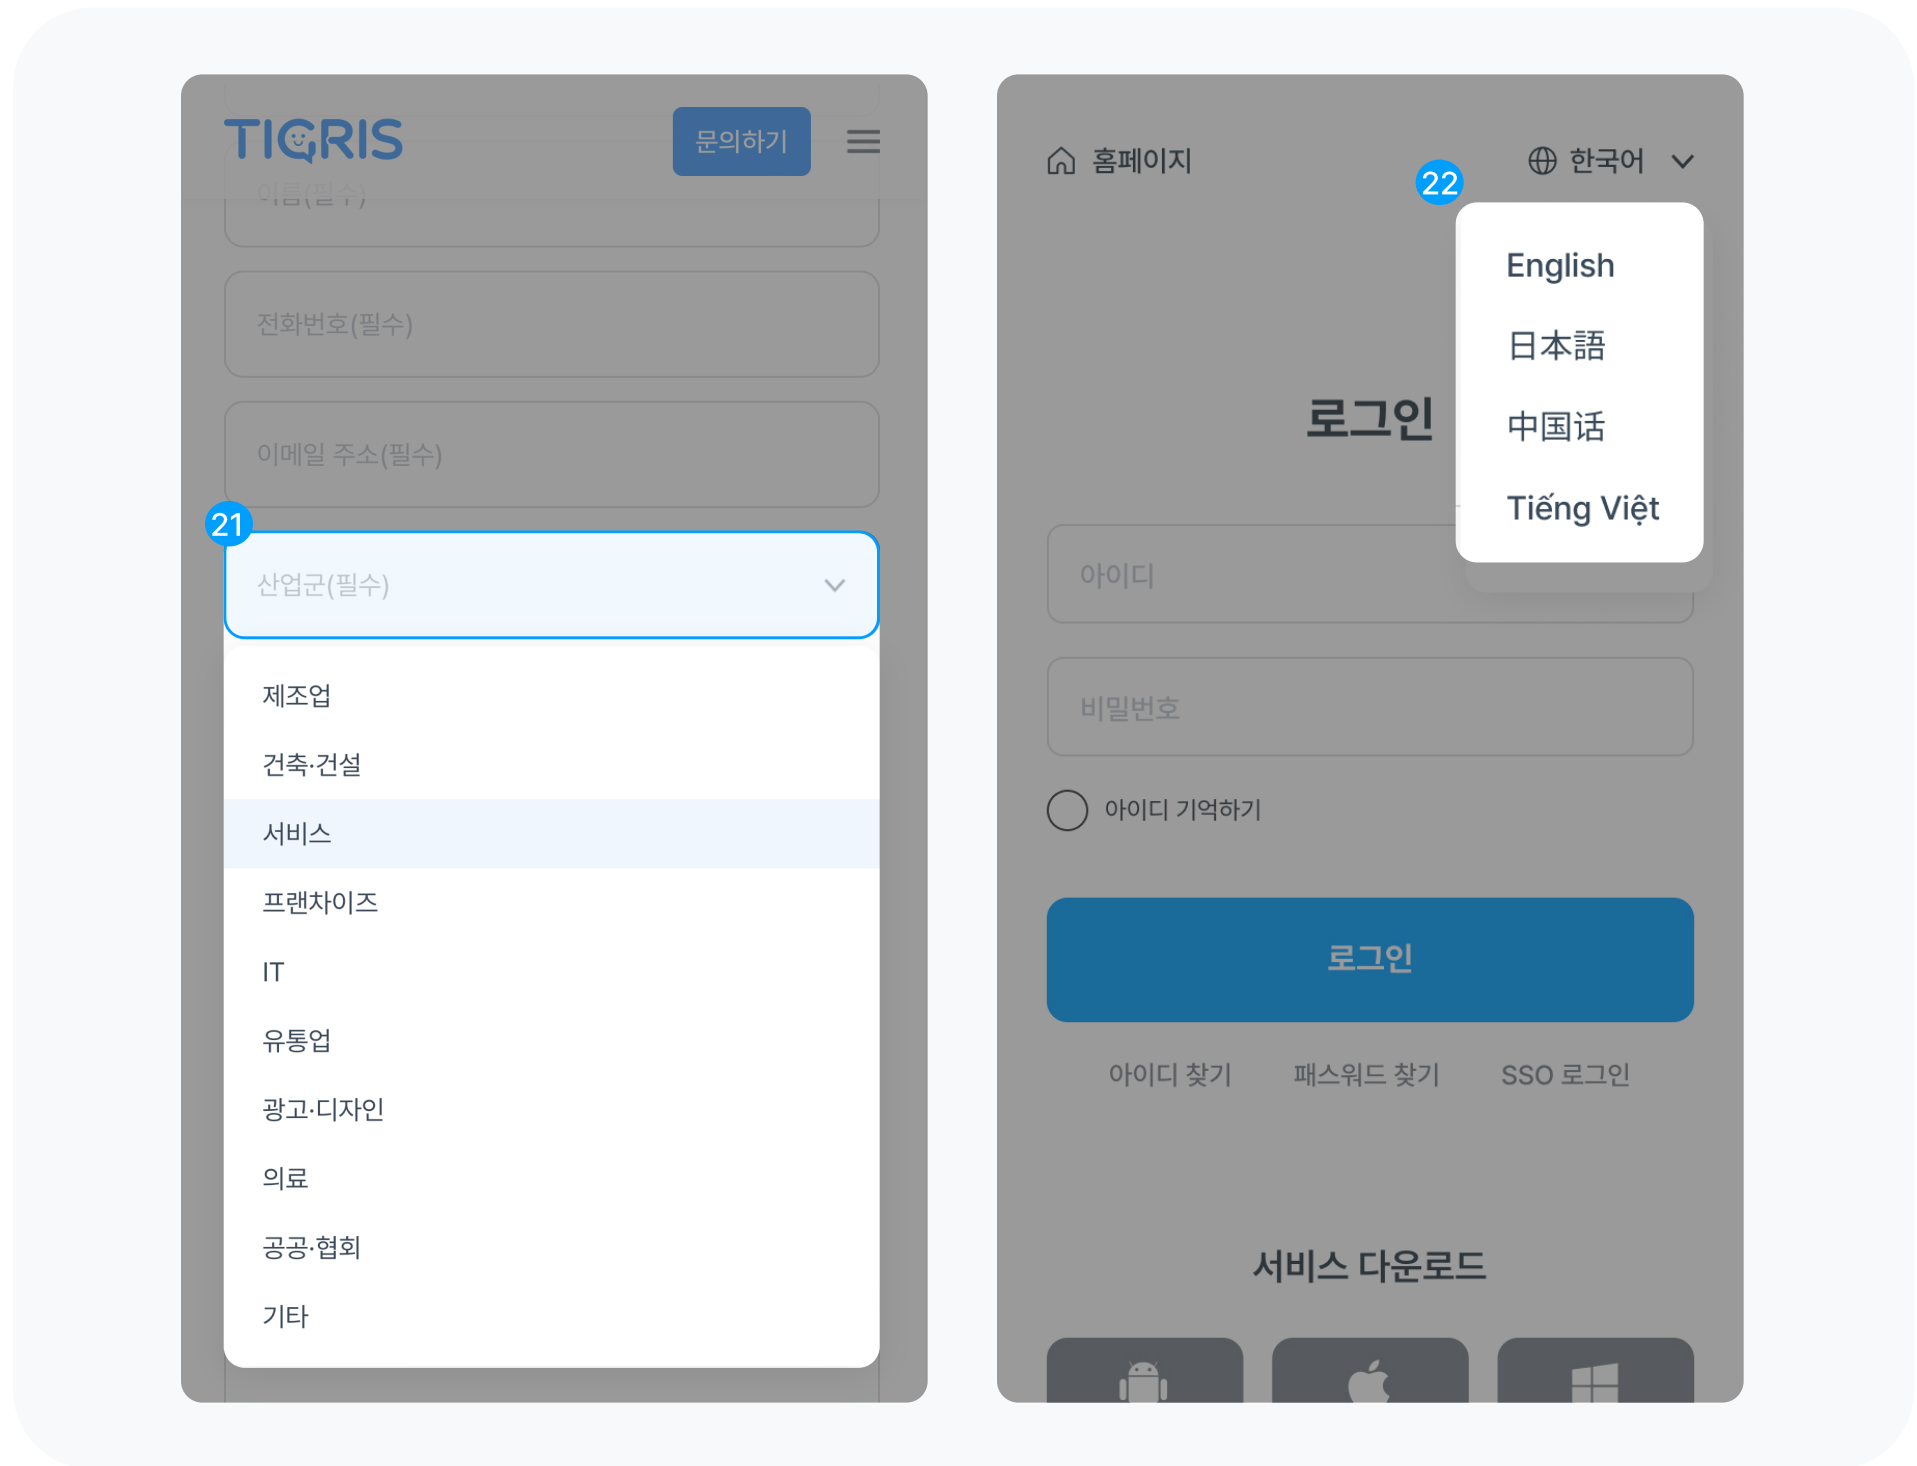 TIGRIS
문의하기
이름(필수)
전화번호(필수)
이메일 주소(필수)
21
산업군(필수)
제조업
건축·건설
서비스
프랜차이즈
IT
유통업
광고·디자인
의료
공공·협회
기타
홈페이지
한국어
22
English
日本語
中国话
Tiếng Việt
로그인
아이디
비밀번호
아이디 기억하기
로그인
아이디 찾기
패스워드 찾기
SSO 로그인
서비스 다운로드